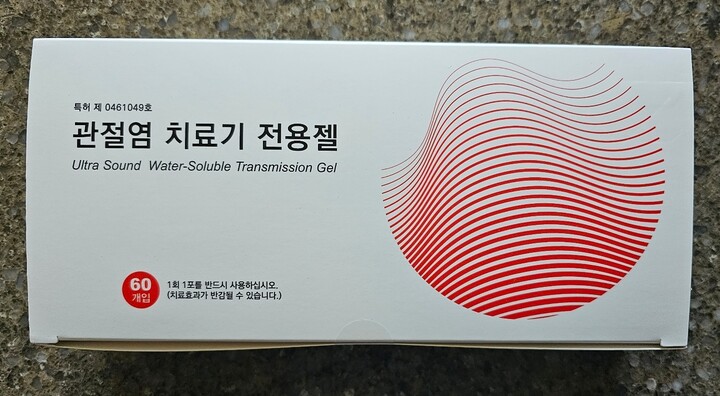 특허 제 0461049호
관절염 치료기 전용젤
Ultra Sound Water-Soluble Transmission Gel
60
개입
1회 1포를 반드시 사용하십시오.
(치료효과가 반감될 수 있습니다.)